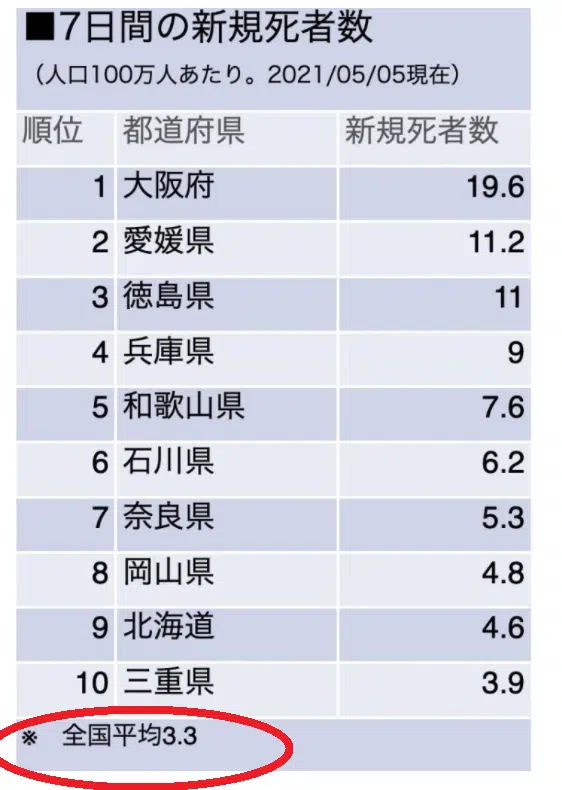 ■7日間の新規死者数
（人口100万人あたり。2021/05/05現在）
順位 都道府県 新規死者数
1 大阪府 19.6
2 愛媛県 11.2
3 徳島県 11
4 兵庫県 9
5 和歌山県 7.6
6 石川県 6.2
7 奈良県 5.3
8 岡山県 4.8
9 北海道 4.6
10 三重県 3.9
※ 全国平均3.3